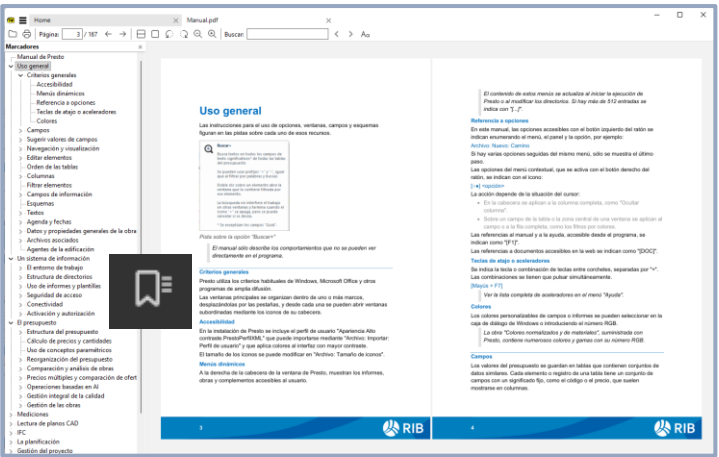 Home
Manual.pdf
Página: 3 / 187
Buscar:
Marcadores
Manual de Presto
Uso general
Criterios generales
Accesibilidad
Menús dinámicos
Referencia a opciones
Teclas de atajo o aceleradores
Colores
Campos
Sugerir valores de campos
Navegación y visualización
Editar elementos
Orden de las tablas
Columnas
Filtrar elementos
Campos de información
Esquemas
Textos
Agenda y fechas
Datos y propiedades generales de la obra
Archivos asociados
Agentes de la edificación
Un sistema de información
El entorno de trabajo
Estructura de directorios
Uso de informes y plantillas
Seguridad de acceso
Conectividad
Activación y autorización
El presupuesto
Estructura del presupuesto
Cálculo de precios y cantidades
Uso de conceptos paramétricos
Reorganización del presupuesto
Comparación y análisis de obras
Precios múltiples y comparación de ofert
Operaciones basadas en AI
Gestión integral de la calidad
Gestión de las obras
Mediciones
Lectura de planos CAD
IFC
La planificación
Gestión del proyecto
Uso general
Las instrucciones para el uso de opciones, ventanas, campos y esquemas
figuran en las pistas sobre cada uno de esos recursos.
Buscar»
Pista sobre la opción "Buscar»"
El manual sólo describe los comportamientos que no se pueden ver
directamente en el programa.
Criterios generales
Presto utiliza los criterios habituales de Windows, Microsoft Office y otros
programas de amplia difusión.
Las ventanas principales se organizan dentro de uno o más marcos,
desplazándolas por las pestañas, y desde cada una se pueden abrir ventanas
subordinadas mediante los iconos de su cabecera.
Accesibilidad
En la instalación de Presto se incluye el perfil de usuario "Apariencia Alto
contraste.PrestoPerfilXML" que puede importarse mediante "Archivo: Importar:
Perfil de usuario" y que aplica colores al interfaz con mayor contraste.
El tamaño de los iconos se puede modificar en "Archivo: Tamaño de iconos".
Menús dinámicos
A la derecha de la cabecera de la ventana de Presto, muestran los informes,
obras y complementos accesibles al usuario.
3
RIB
El contenido de estos menús se actualiza al iniciar la ejecución de
Presto o al modificar los directorios. Si hay más de 512 entradas se
indica con "[...]".
Referencia a opciones
En este manual, las opciones accesibles con el botón izquierdo del ratón se
indican enumerando el menú, el panel y la opción, por ejemplo:
Archivo: Nuevo: Camino
Si hay varias opciones seguidas del mismo menú, sólo se muestra el último
paso.
Las opciones del menú contextual, que se activa con el botón derecho del
ratón, se indican con el icono:
<opción>
La acción depende de la situación del cursor:
• En la cabecera se aplican a la columna completa, como "Ocultar
columnas".
• Sobre un campo de la tabla o la zona central de una ventana se aplican al
campo o a la fila completa, como los filtros por colores.
Las referencias al manual y a la ayuda, accesible desde el programa, se
indican como "[F1]".
Las referencias a documentos accesibles en la web se indican como "[DOC]".
Teclas de atajo o aceleradores
Se indica la tecla o combinación de teclas entre corchetes, separadas por "+".
Las combinaciones se tienen que pulsar simultáneamente.
[Mayús + F7]
Ver la lista completa de aceleradores en el menú "Ayuda".
Colores
Los colores personalizables de campos o informes se pueden seleccionar en la
caja de diálogo de Windows o introduciendo el número RGB.
La obra "Colores normalizados y de materiales", suministrada con
Presto, contiene numerosos colores y gamas con su número RGB.
Campos
Los valores del presupuesto se guardan en tablas que contienen conjuntos de
datos similares. Cada elemento o registro de una tabla tiene un conjunto de
campos con un significado fijo, como el código o el precio, que suelen
mostrarse en columnas.
4
RIB